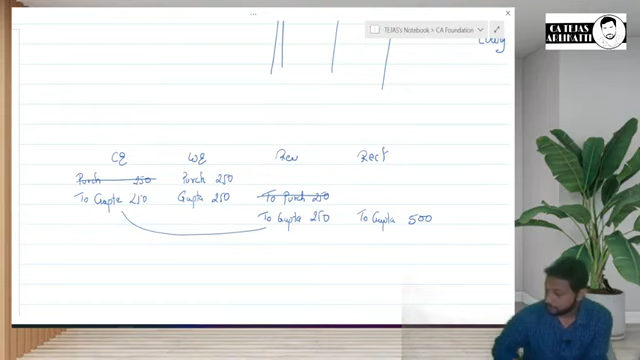 TEJAS's Notebook > CA Foundation
CA TEJAS
CE WE Rev Rect
Purch 250 Purch 250
To Gupta 250 Gupta 250 To Purch 250
To Gupta 250 To Gupta 500